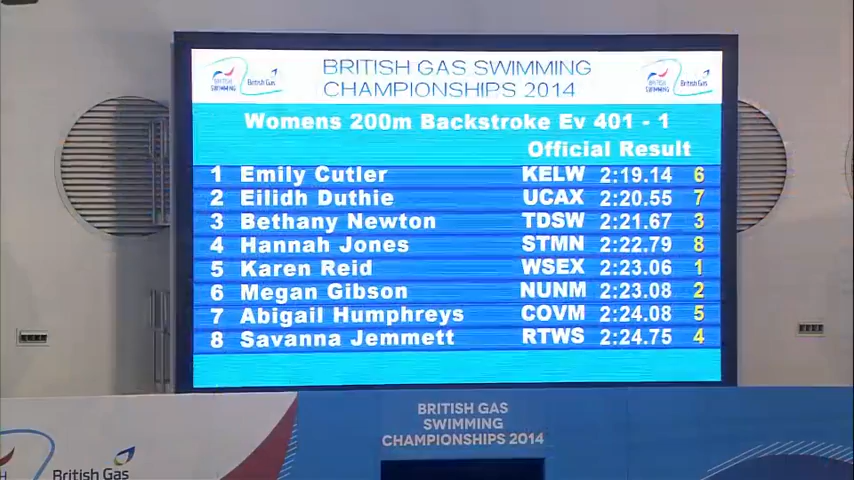 BRITISH SWIMMING
British Gas
BRITISH GAS SWIMMING
CHAMPIONSHIPS 2014
BRITISH SWIMMING
British Gas
Womens 200m Backstroke Ev 401 - 1
Official Result
1 Emily Cutler KELW 2:19.14 6
2 Eilidh Duthie UCAX 2:20.55 7
3 Bethany Newton TDSW 2:21.67 3
4 Hannah Jones STMN 2:22.79 8
5 Karen Reid WSEX 2:23.06 1
6 Megan Gibson NUNM 2:23.08 2
7 Abigail Humphreys COVM 2:24.08 5
8 Savanna Jemmett RTWS 2:24.75 4
BRITISH GAS
SWIMMING
CHAMPIONSHIPS 2014
British Gas